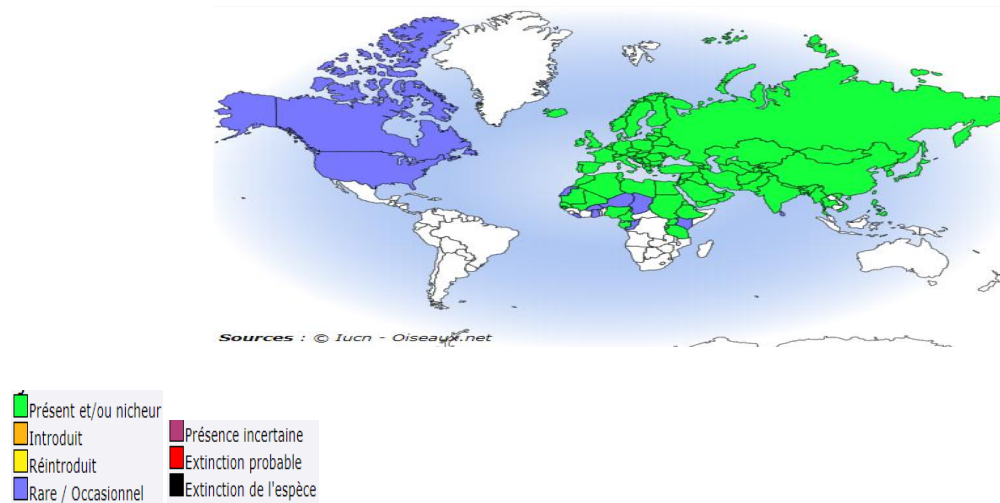 Sources : © Iucn - Oiseaux.net
Présent et/ou nicheur
Introduit
Réintroduit
Rare / Occasionnel
Présence incertaine
Extinction probable
Extinction de l'espèce